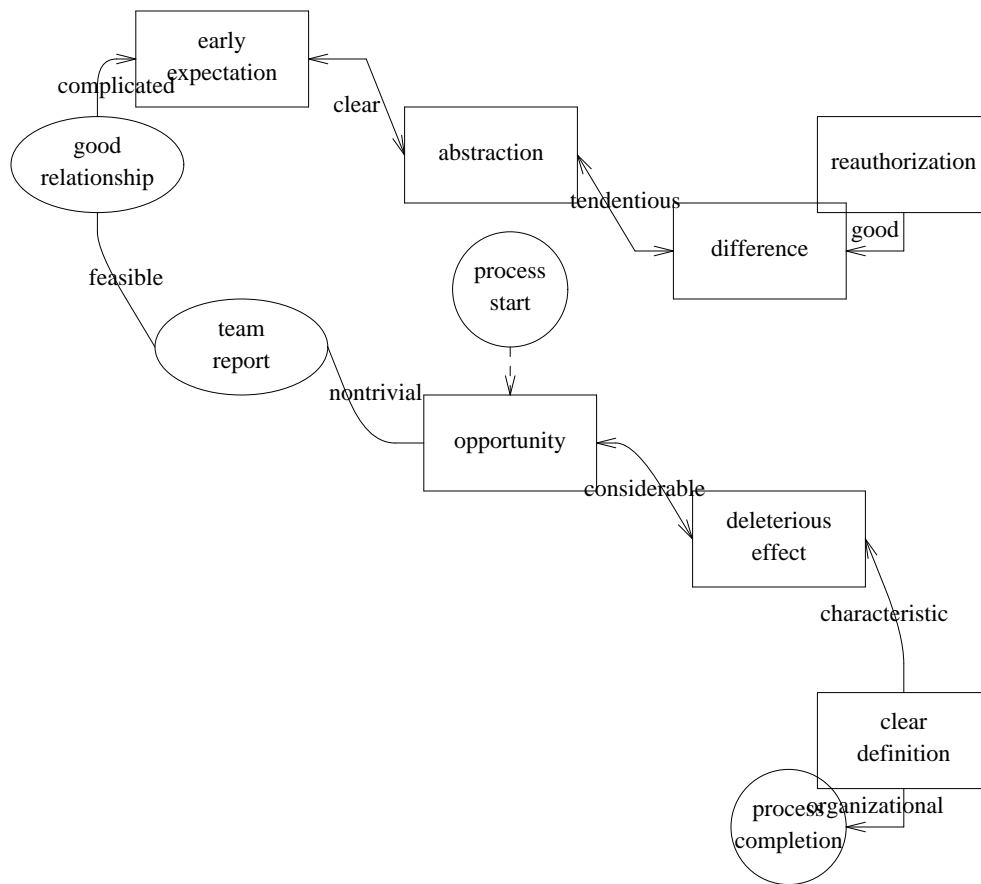 early
expectation
complicated
clear
good
relationship
abstraction
reauthorization
tendentious
good
difference
process
start
feasible
team
report
nontrivial
opportunity
considerable
deleterious
effect
characteristic
clear
definition
organizational
process
completion